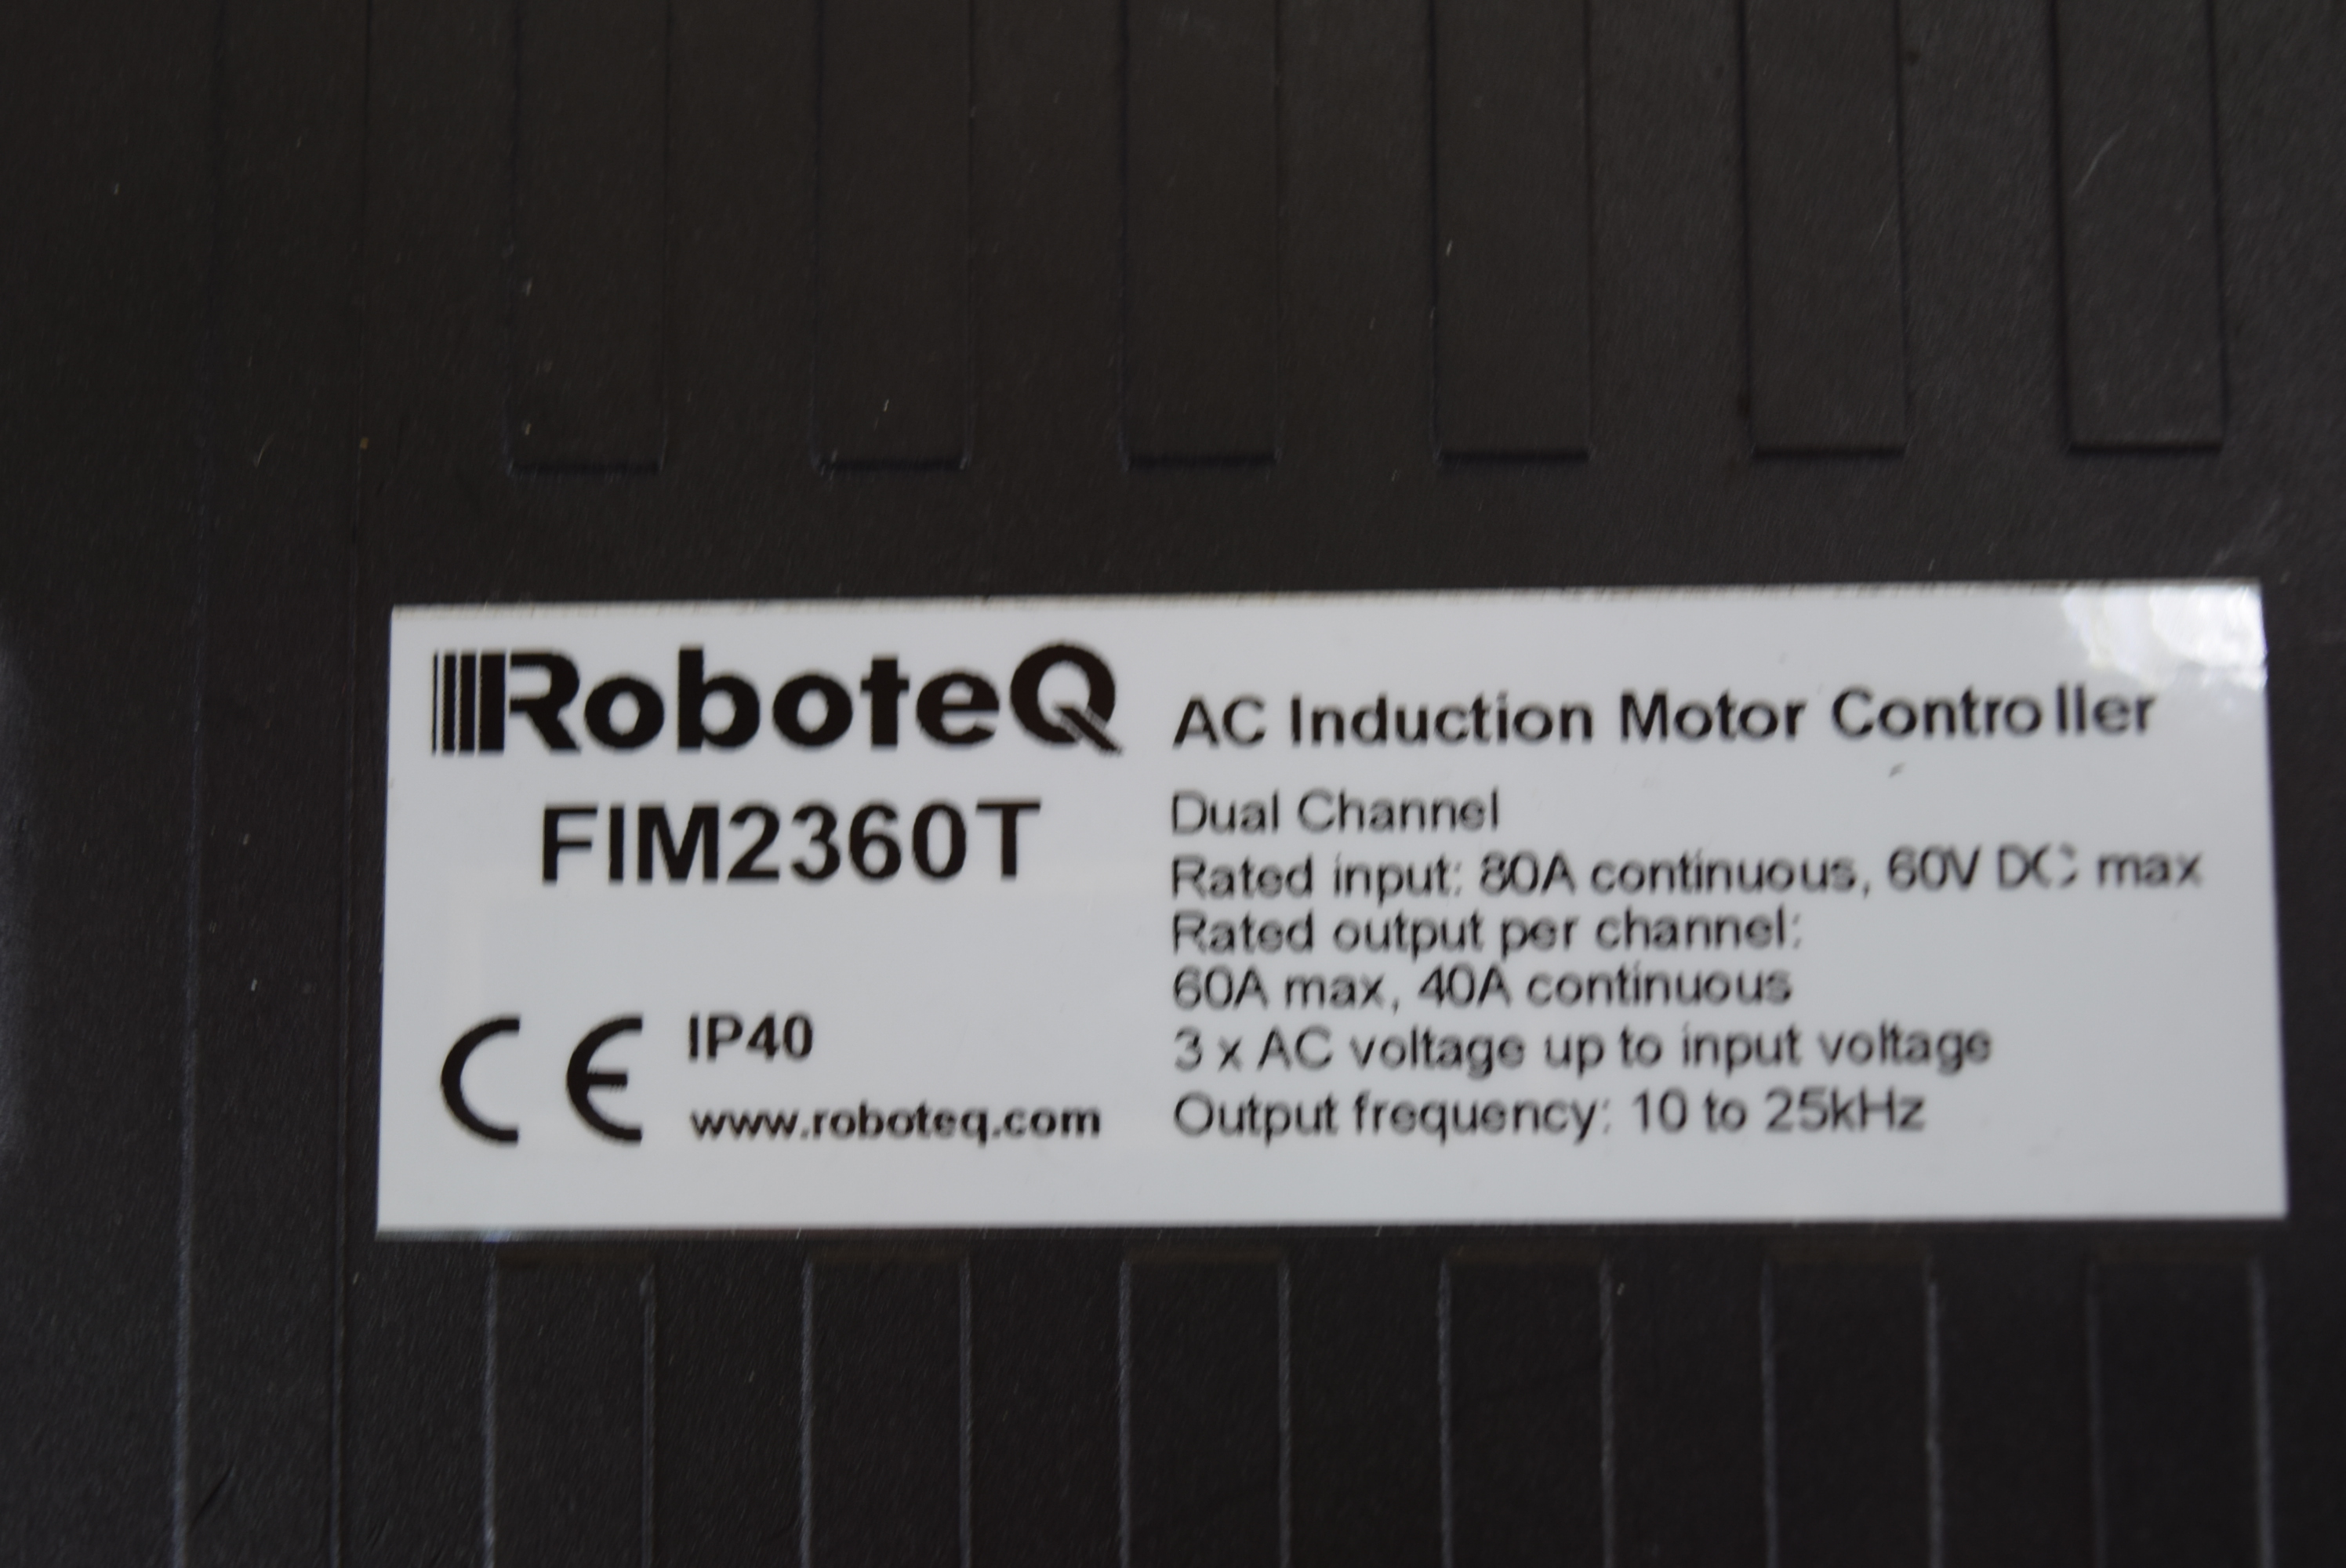 RoboteQ
FIM2360T
CE IP40
www.roboteq.com
AC Induction Motor Controller
Dual Channel
Rated input: 80A continuous, 60V DC max
Rated output per channel:
60A max, 40A continuous
3 x AC voltage up to input voltage
Output frequency: 10 to 25kHz